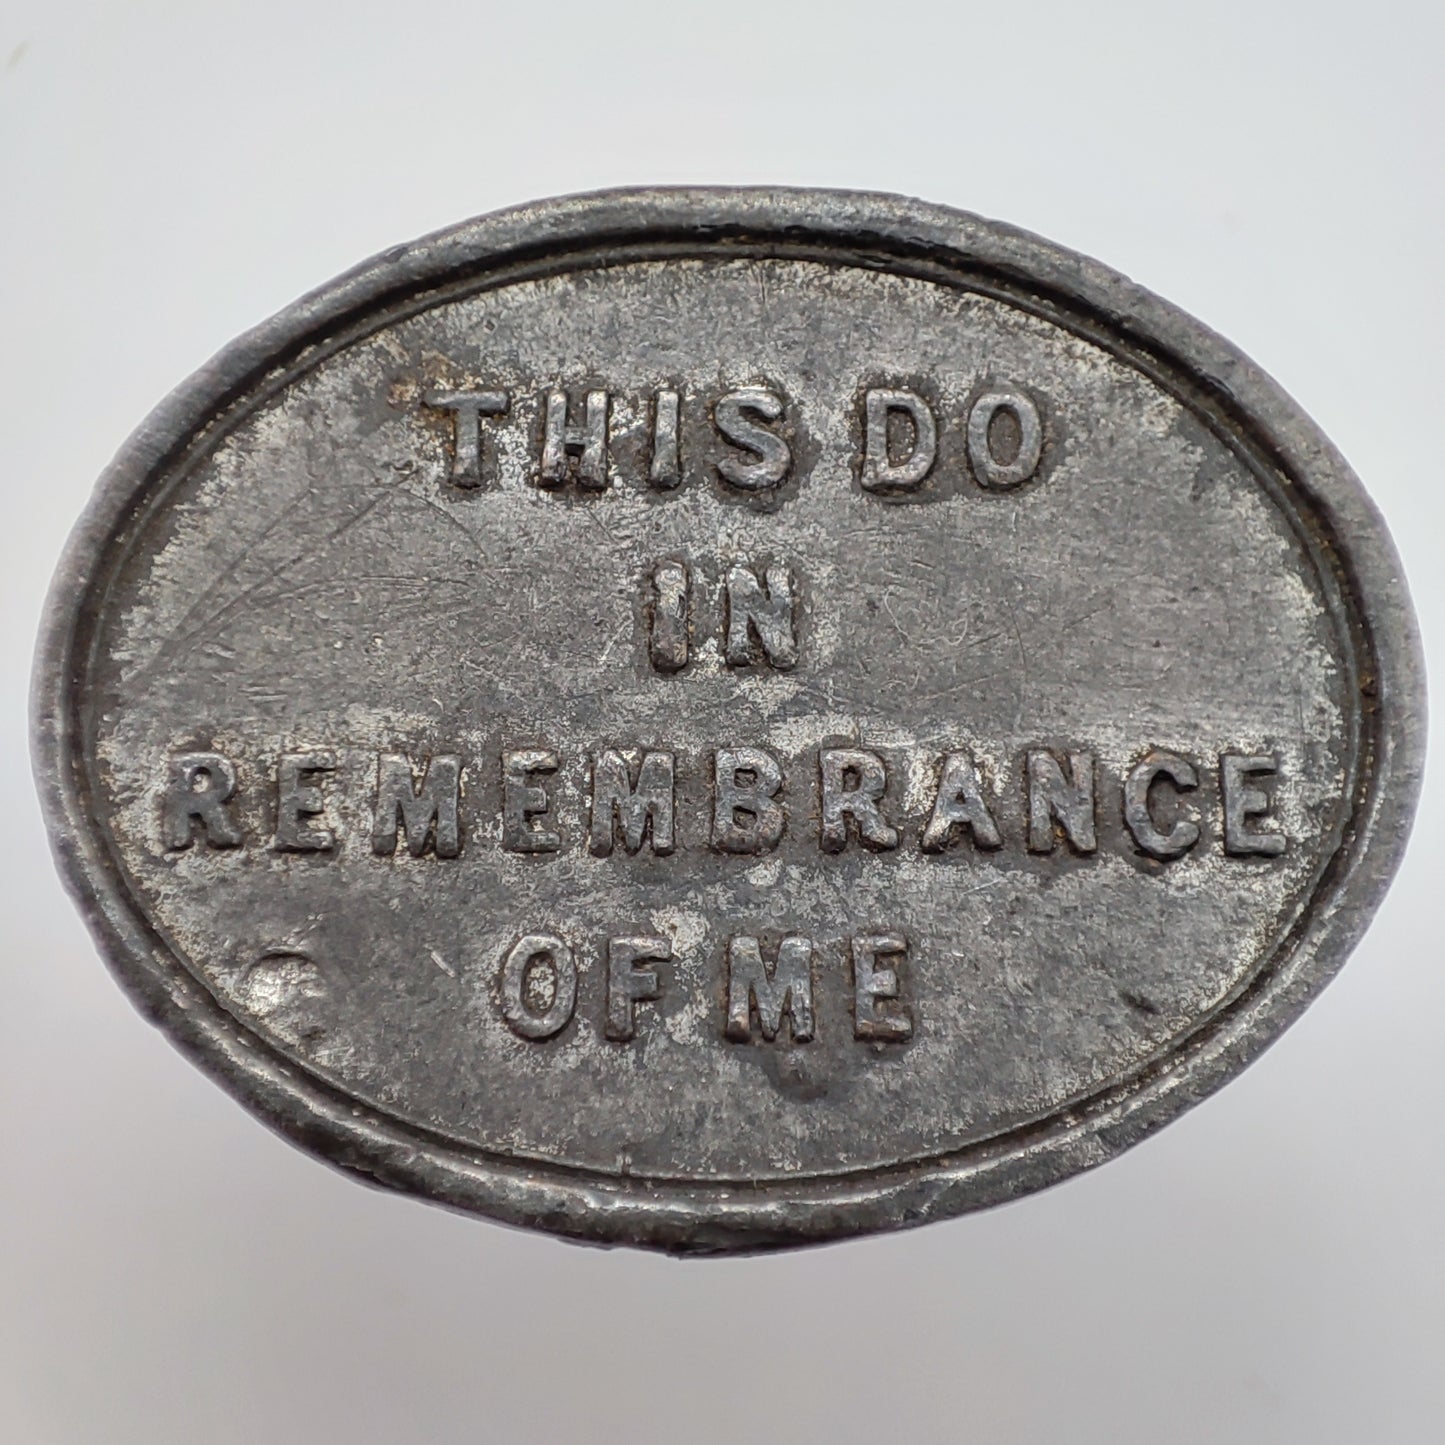 THIS DO
IN
REMEMBRANCE
OF ME